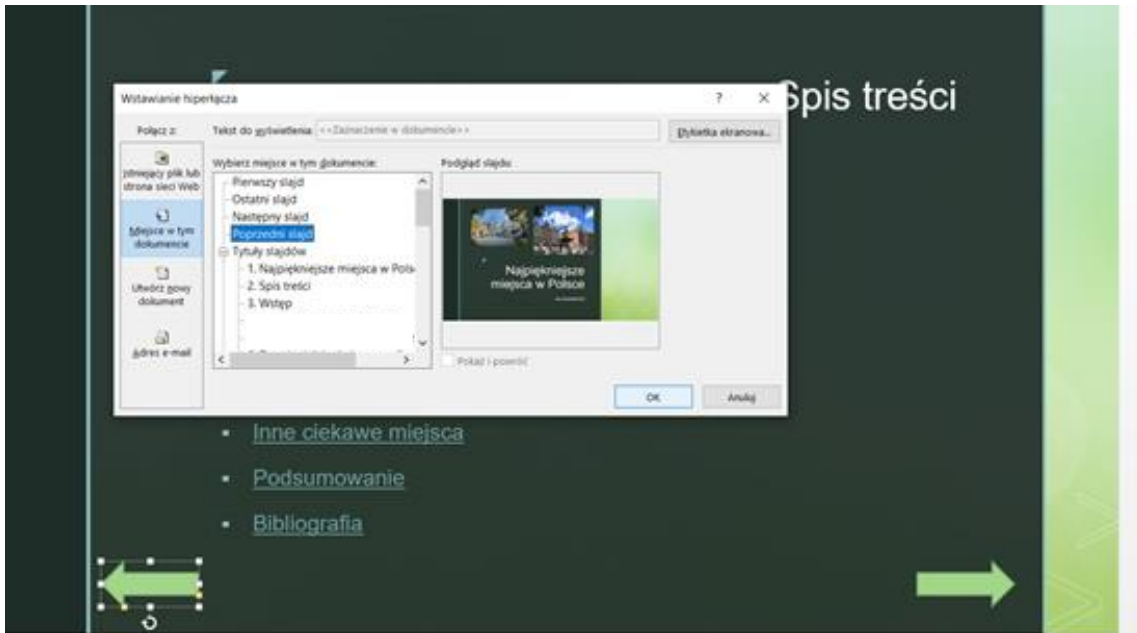 Spis treści
Wstawianie hiperłącza
? ×
Połącz z:
Tekst do wyświetlenia: <<Zaznaczenie w dokumencie>>
Etykieta ekranowa...
Istniejący plik lub
strona sieci Web
Miejsce w tym
dokumencie
Utwórz nowy
dokument
Adres e-mail
Wybierz miejsce w tym dokumencie:
Pierwszy slajd
Ostatni slajd
Następny slajd
Poprzedni slajd
Tytuły slajdów
1. Najpiękniejsze miejsca w Pols
2. Spis treści
3. Wstęp
Podgląd slajdu:
Najpiękniejsze
miejsca w Polsce
Pokaż i powróć
OK
Anuluj
▪ Inne ciekawe miejsca
▪ Podsumowanie
▪ Bibliografia